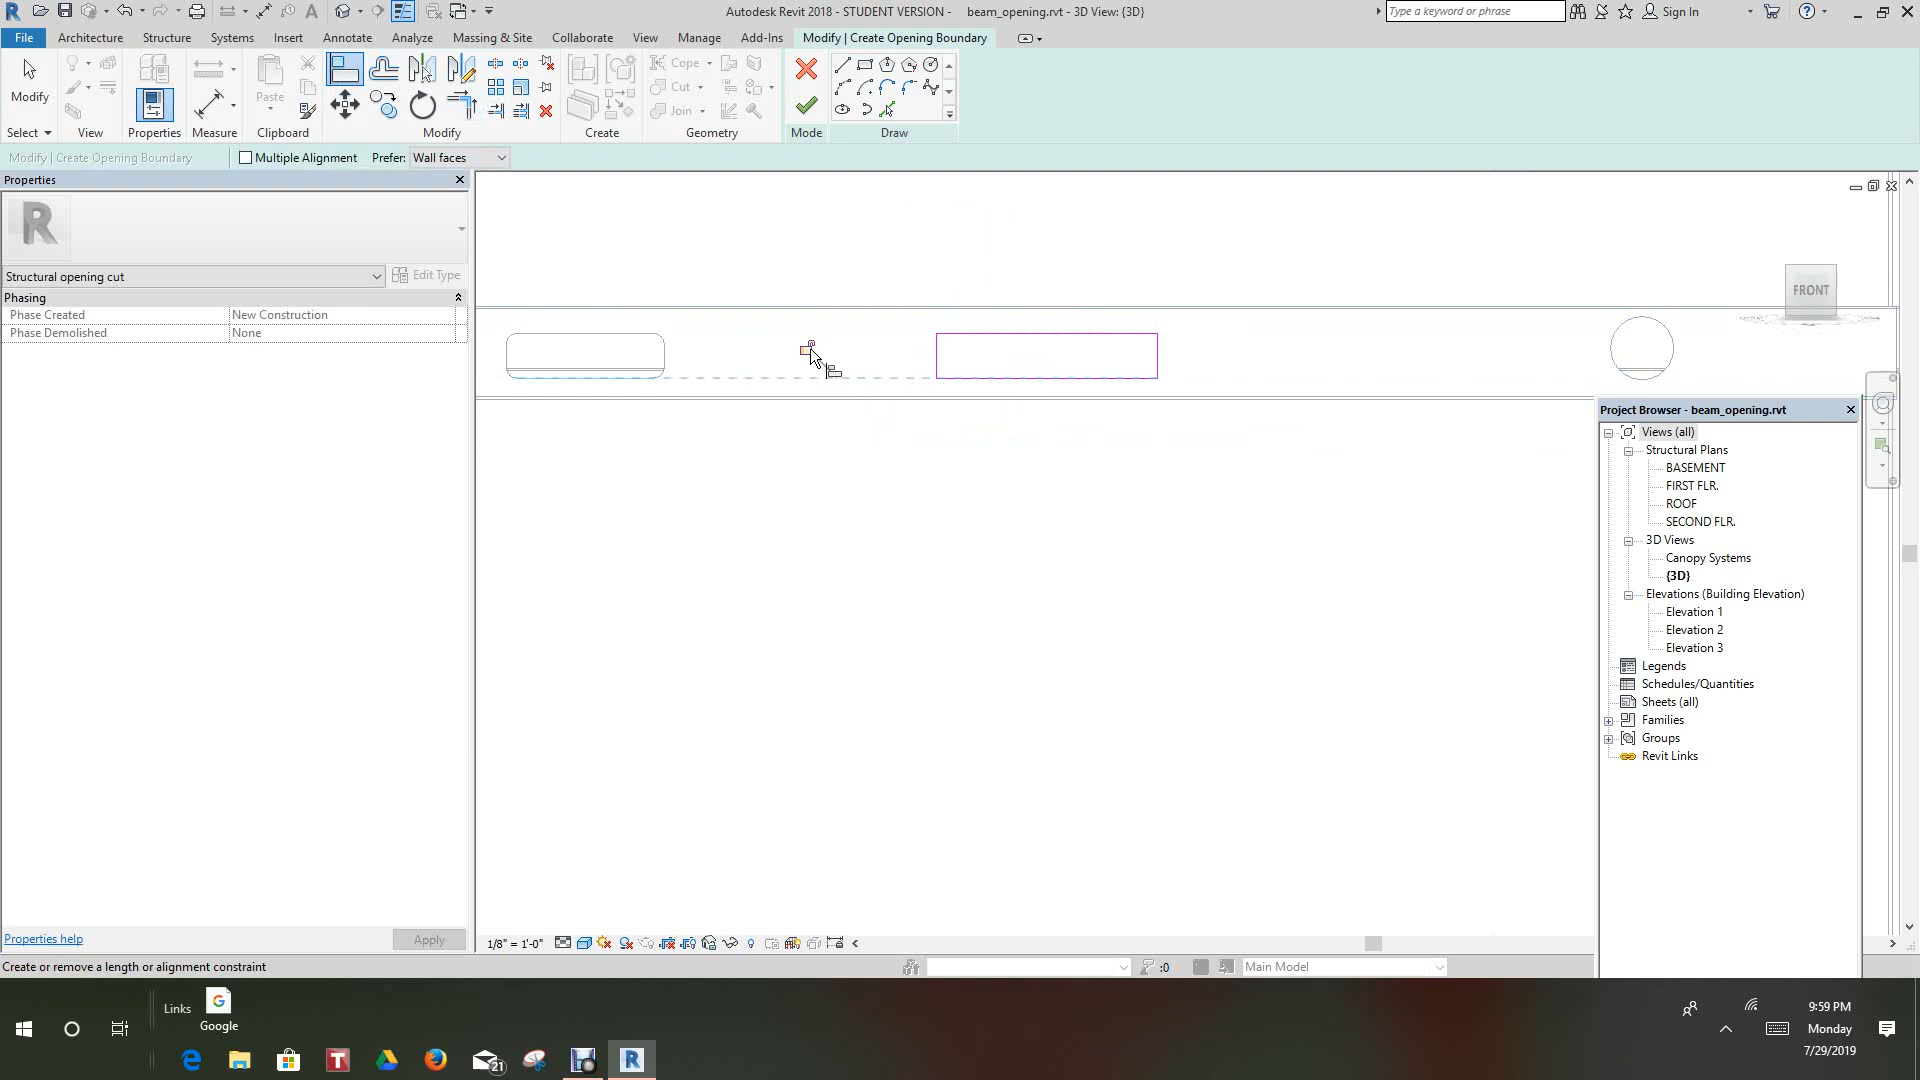 Autodesk Revit 2018 - STUDENT VERSION -    beam_opening.rvt - 3D View: {3D}
Type a keyword or phrase
Sign In
File
Architecture
Structure
Systems
Insert
Annotate
Analyze
Massing & Site
Collaborate
View
Manage
Add-Ins
Modify | Create Opening Boundary
Modify
Paste
Cope
Cut
Join
Select
View
Properties
Measure
Clipboard
Modify
Create
Geometry
Mode
Draw
Modify | Create Opening Boundary
Multiple Alignment
Prefer:
Wall faces
Properties
R
Structural opening cut
Edit Type
Phasing
Phase Created
New Construction
Phase Demolished
None
FRONT
Project Browser - beam_opening.rvt
Views (all)
Structural Plans
BASEMENT
FIRST FLR.
ROOF
SECOND FLR.
3D Views
Canopy Systems
{3D}
Elevations (Building Elevation)
Elevation 1
Elevation 2
Elevation 3
Legends
Schedules/Quantities
Sheets (all)
Families
Groups
Revit Links
Properties help
Apply
1/8" = 1'-0"
Create or remove a length or alignment constraint
:0
Main Model
Links
Google
21
9:59 PM
Monday
7/29/2019